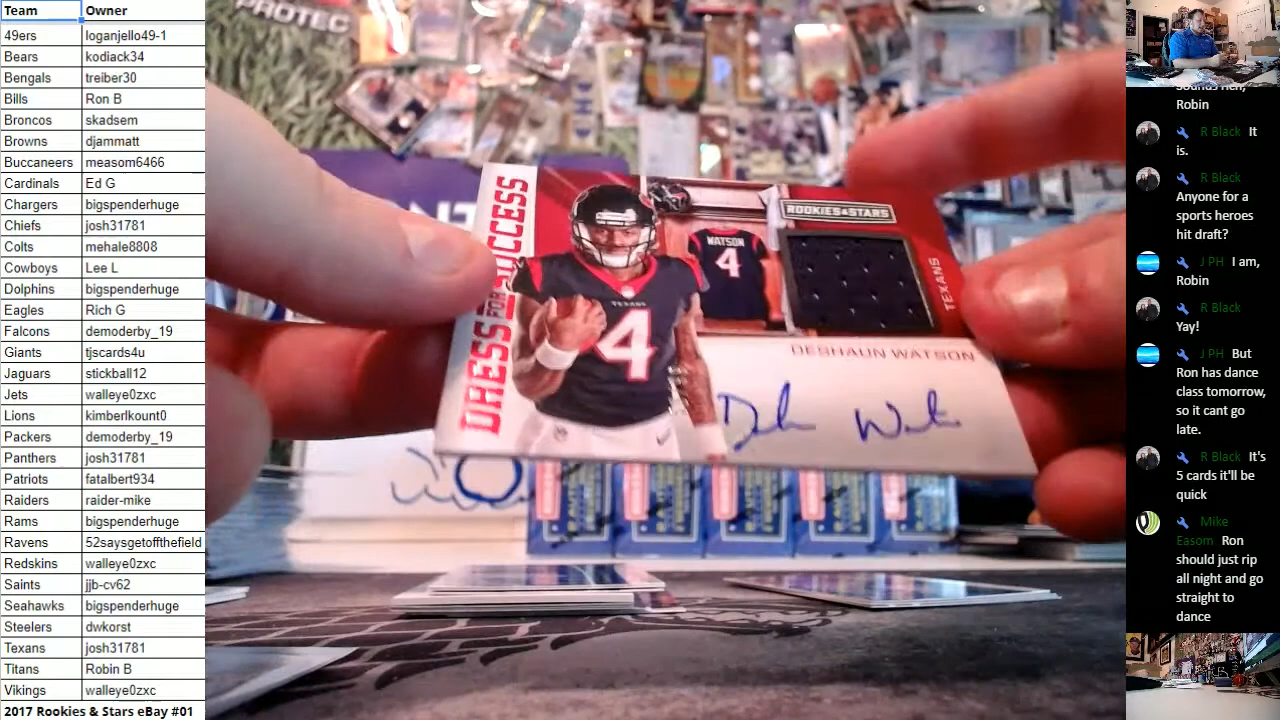 Team Owner
49ers loganjello49-1
Bears kodiack34
Bengals treiber30
Bills Ron B
Broncos skadsem
Browns djammatt
Buccaneers measom6466
Cardinals Ed G
Chargers bigspenderhuge
Chiefs josh31781
Colts mehale8808
Cowboys Lee L
Dolphins bigspenderhuge
Eagles Rich G
Falcons demoderby_19
Giants tjscards4u
Jaguars stickball12
Jets walleye0zxc
Lions kimberlkount0
Packers demoderby_19
Panthers josh31781
Patriots fatalbert934
Raiders raider-mike
Rams bigspenderhuge
Ravens 52saysgetoffthefield
Redskins walleye0zxc
Saints jjb-cv62
Seahawks bigspenderhuge
Steelers dwkorst
Texans josh31781
Titans Robin B
Vikings walleye0zxc
2017 Rookies & Stars eBay #01
PROTEC
DRESS FOR SUCCESS
ROOKIES & STARS
WATSON
4
TEXANS
TEXANS
4
DESHAUN WATSON
Robin
R Black It
is.
R Black
Anyone for a
sports heroes
hit draft?
J PH I am,
Robin
R Black
Yay!
J PH But
Ron has dance
class tomorrow,
so it cant go
late.
R Black It's
5 cards it'll be
quick
Mike
Easom Ron
should just rip
all night and go
straight to
dance